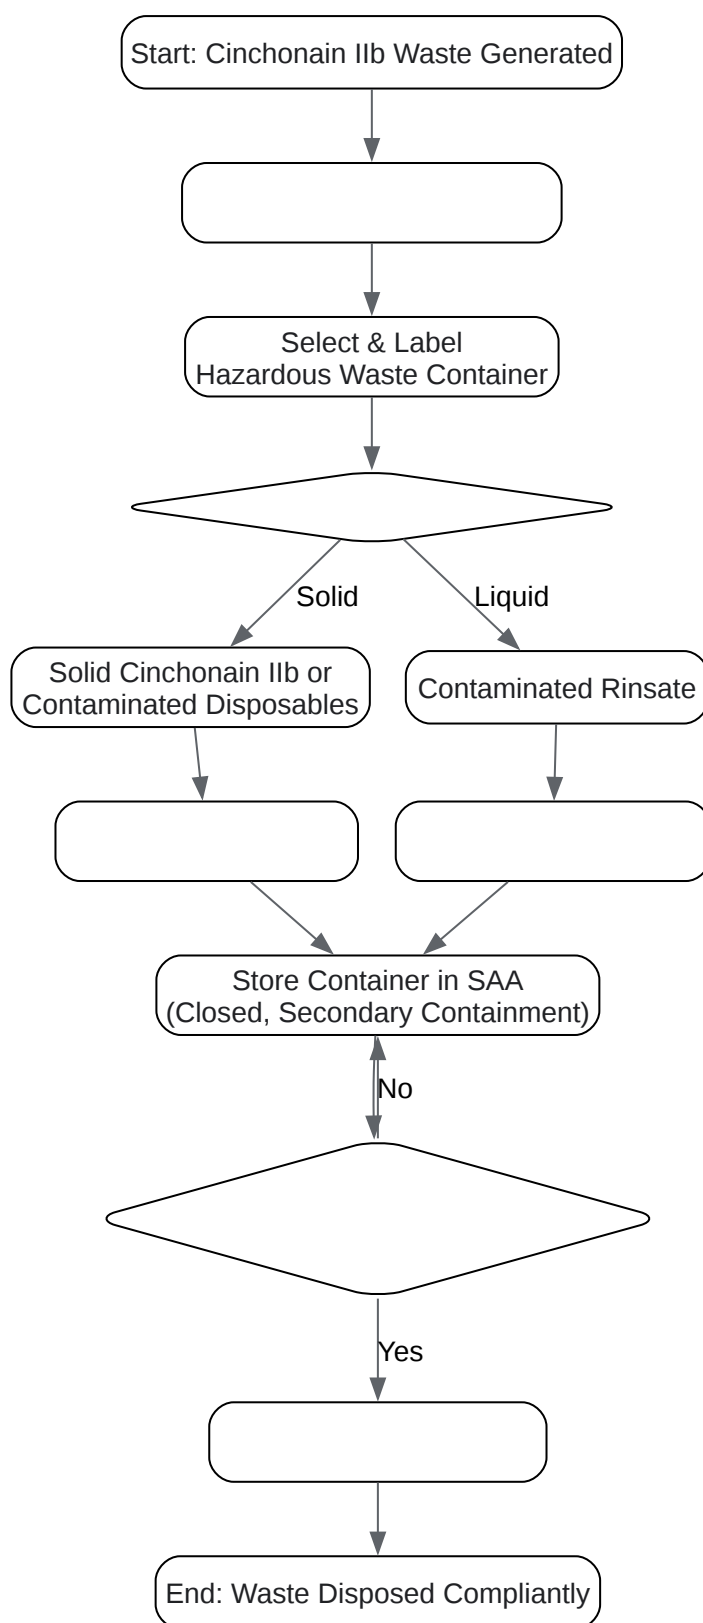 Start: Cinchonain IIb Waste Generated
Select & Label
Hazardous Waste Container
Solid
Liquid
Solid Cinchonain IIb or
Contaminated Disposables
Contaminated Rinsate
Store Container in SAA
(Closed, Secondary Containment)
No
Yes
End: Waste Disposed Compliantly